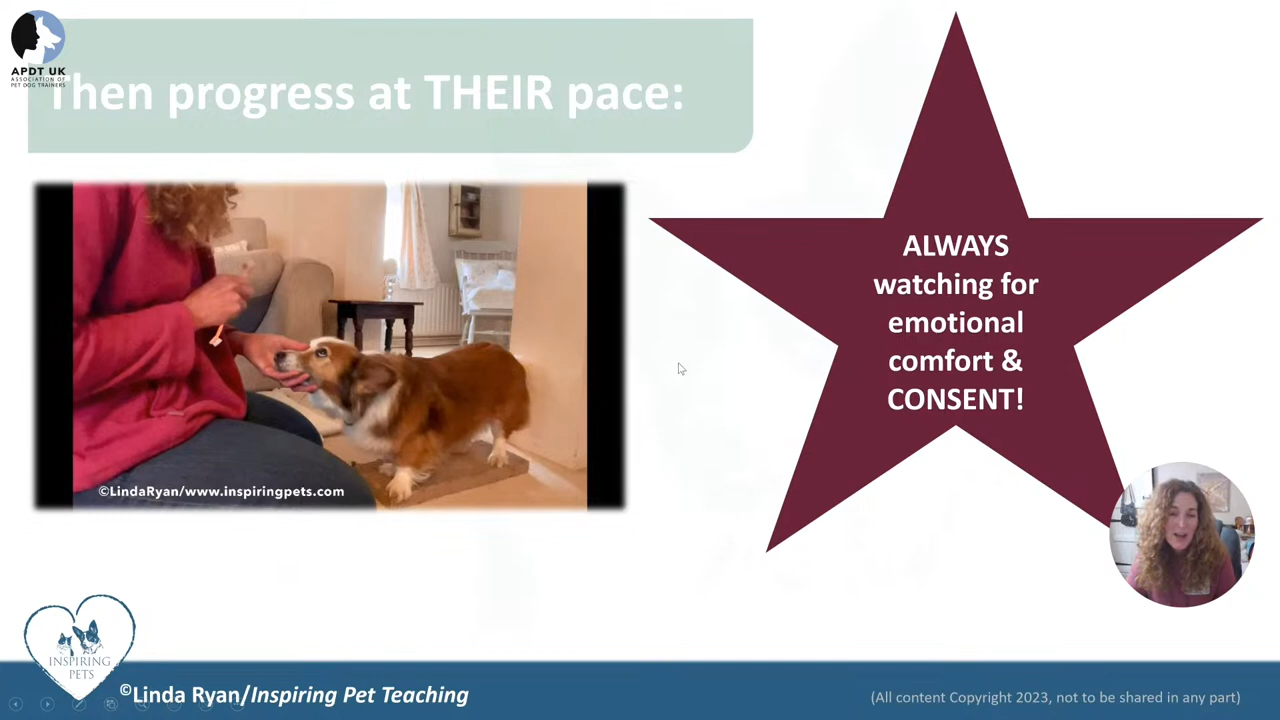 APDT UK
ASSOCIATION OF
PET DOG TRAINERS
Then progress at THEIR pace:
ALWAYS
watching for
emotional
comfort &
CONSENT!
©LindaRyan/www.inspiringpets.com
INSPIRING
PETS
©Linda Ryan/Inspiring Pet Teaching
(All content Copyright 2023, not to be shared in any part)